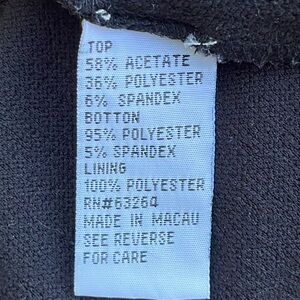 TOP
58% ACETATE
36% POLYESTER
6% SPANDEX
BOTTON
95% POLYESTER
5% SPANDEX
LINING
100% POLYESTER
RN#63264
MADE IN MACAU
SEE REVERSE
FOR CARE